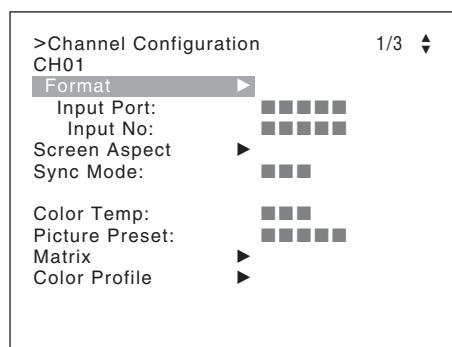 >Channel Configuration 1/3 ▲▼
CH01
Format ▶
Input Port: ■■■■■
Input No: ■■■■■
Screen Aspect ▶
Sync Mode: ■■■
Color Temp: ■■■
Picture Preset: ■■■■■
Matrix ▶
Color Profile ▶